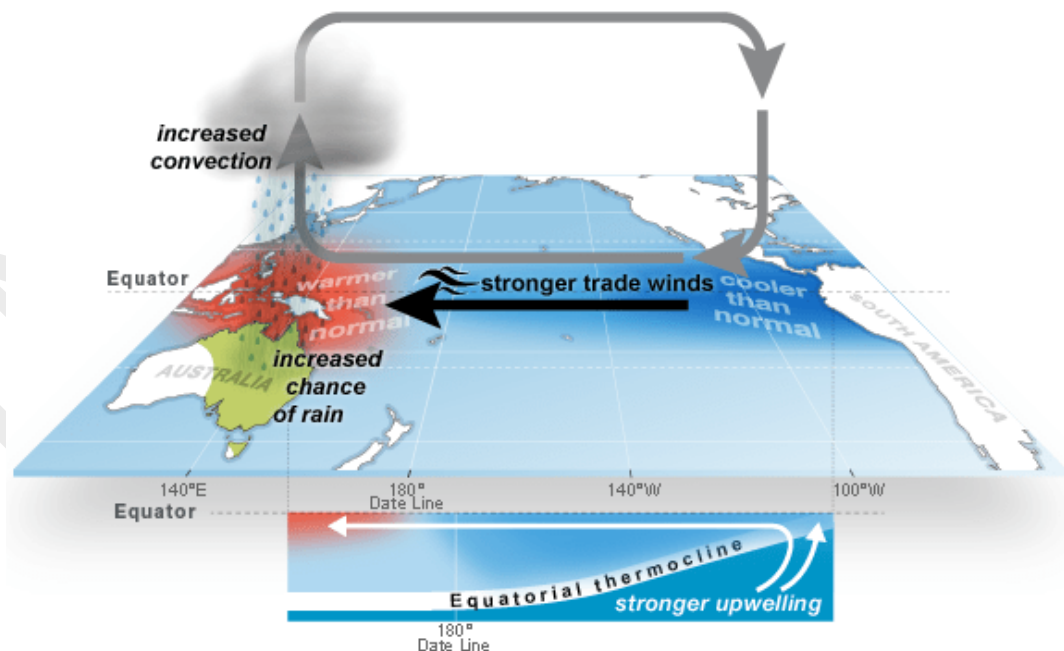 increased
convection
Equator
warmer
than
normal
stronger trade winds
cooler
than
normal
SOUTH AMERICA
AUSTRALIA
increased
chance
of rain
140°E
180°
Date Line
140°W
100°W
Equator
Equatorial thermocline
stronger upwelling
180°
Date Line